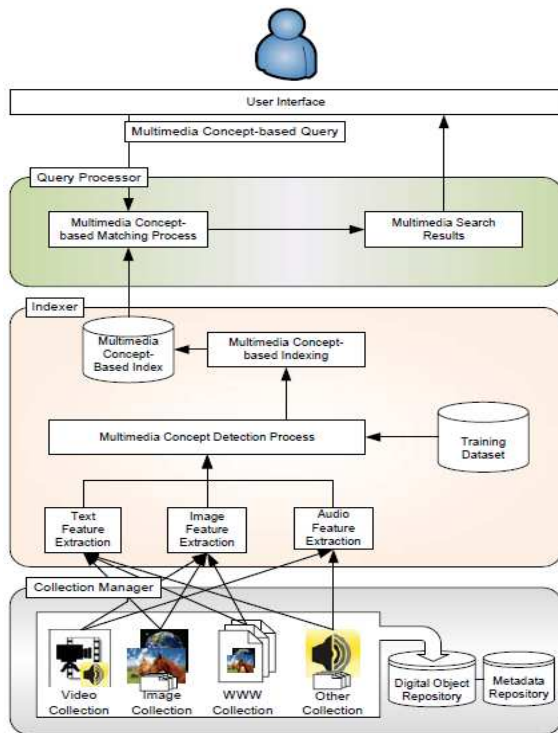 User Interface
Multimedia Concept-based Query
Query Processor
Multimedia Concept-
based Matching Process
Multimedia Search
Results
Indexer
Multimedia
Concept-
Based Index
Multimedia Concept-
based Indexing
Multimedia Concept Detection Process
Training
Dataset
Text
Feature
Extraction
Image
Feature
Extraction
Audio
Feature
Extraction
Collection Manager
Video
Collection
Image
Collection
WWW
Collection
Other
Collection
Digital Object
Repository
Metadata
Repository